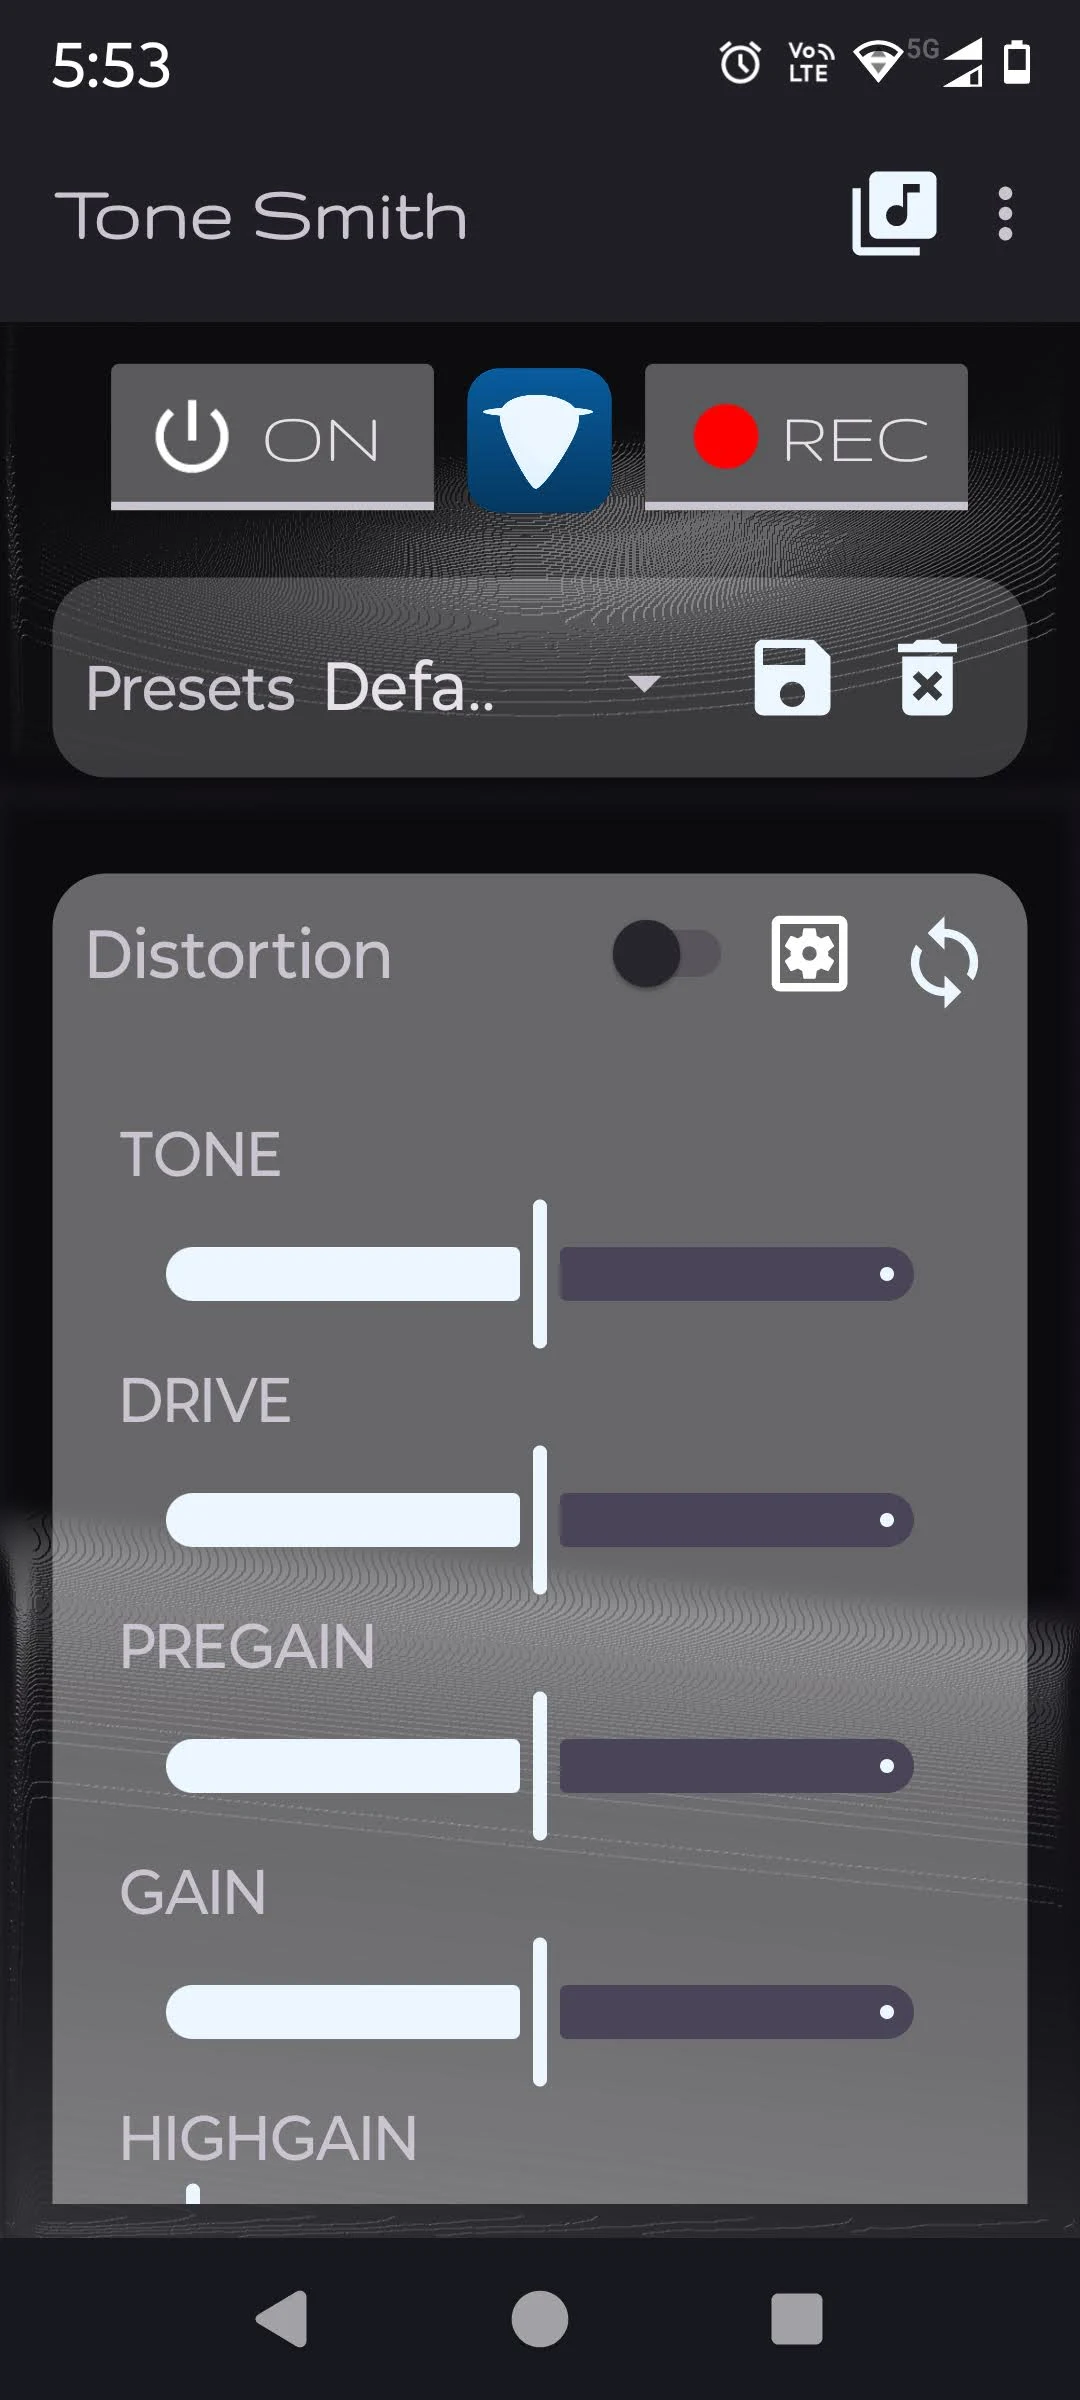 5:53
Vo LTE 5G
Tone Smith
ON
REC
Presets Defa..
Distortion
TONE
DRIVE
PREGAIN
GAIN
HIGHGAIN